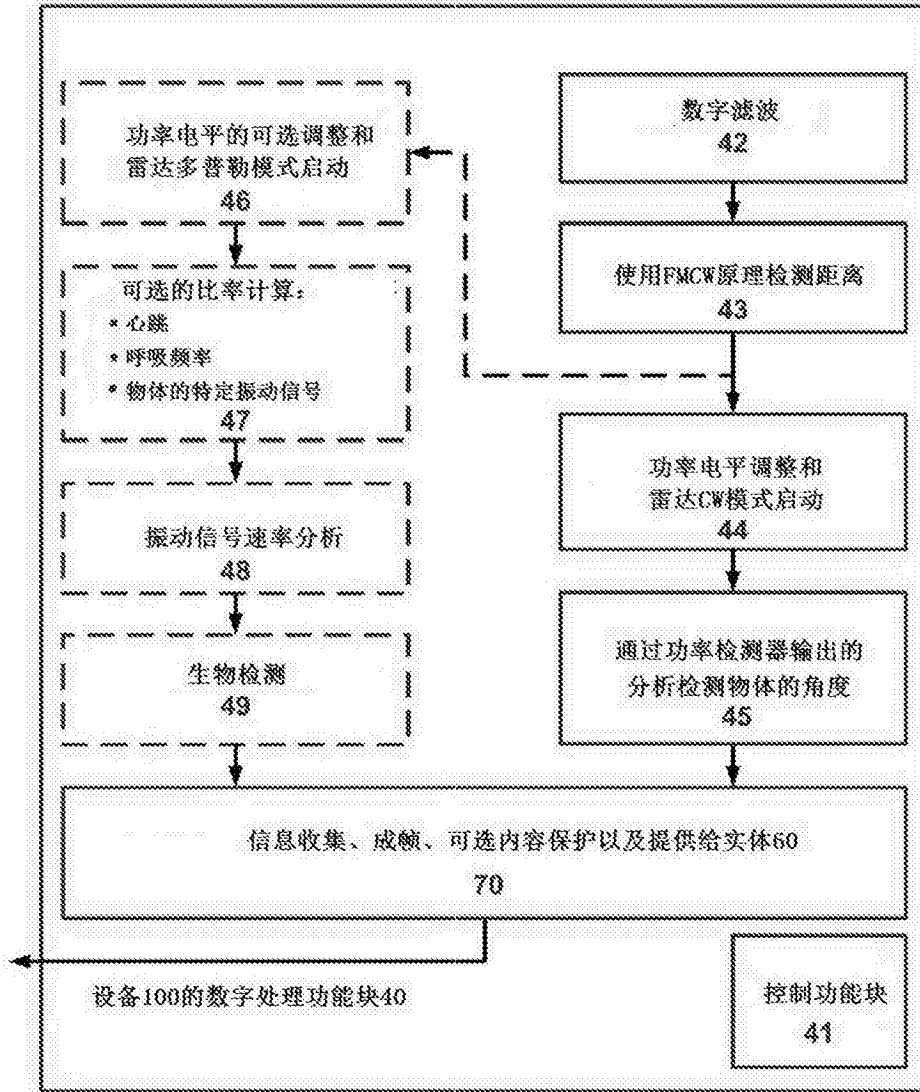 功率电平的可选调整和
雷达多普勒模式启动
46
可选的比率计算:
* 心跳
* 呼吸频率
* 物体的特定振动信号
47
振动信号速率分析
48
生物检测
49
数字滤波
42
使用FMCW原理检测距离
43
功率电平调整和
雷达CW模式启动
44
通过功率检测器输出的
分析检测物体的角度
45
信息收集、成帧、可选内容保护以及提供给实体60
70
设备100的数字处理功能块40
控制功能块
41